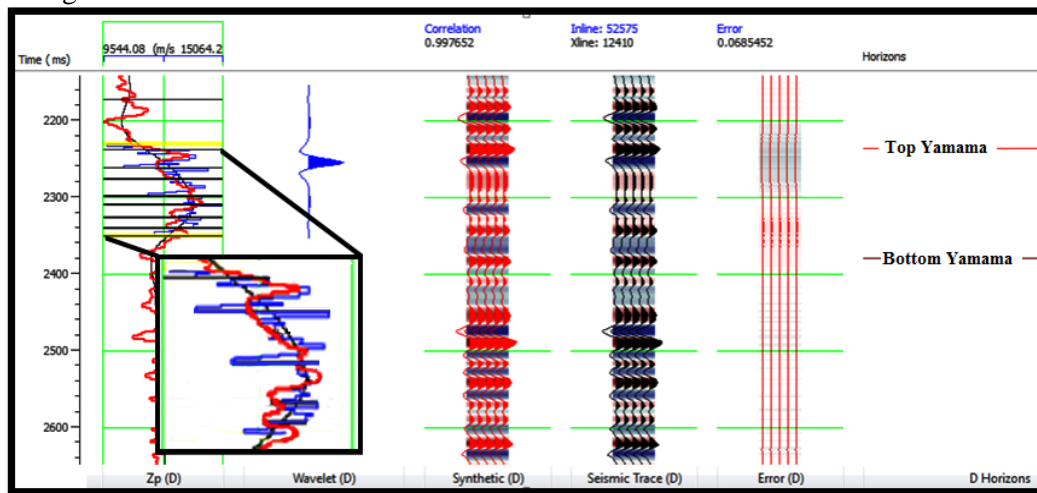 Correlation
0.997652
Inline: 52575
Xline: 12410
Error
0.0685452
9544.08 (m/s 15064.2
Time (ms)
Horizons
2200
2300
2400
2500
2600
Top Yamama
Bottom Yamama
Zp (D)
Wavelet (D)
Synthetic (D)
Seismic Trace (D)
Error (D)
D Horizons